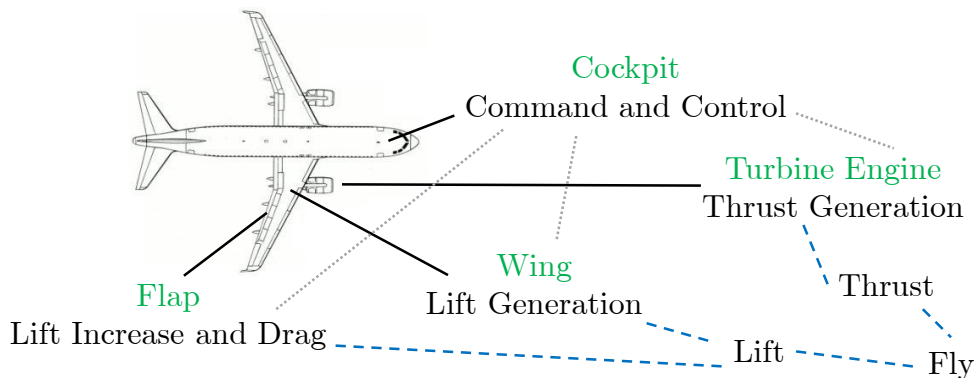 Cockpit
Command and Control
Turbine Engine
Thrust Generation
Wing
Lift Generation
Flap
Lift Increase and Drag
Thrust
Lift
Fly